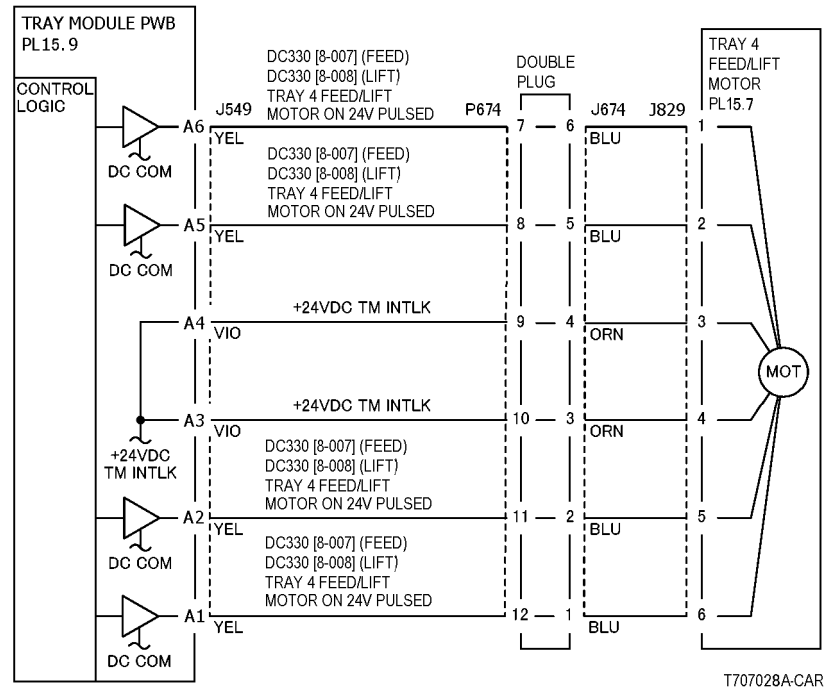 TRAY MODULE PWB
PL15.9
CONTROL
LOGIC
DOUBLE
PLUG
TRAY 4
FEED/LIFT
MOTOR
PL15.7
J549
P674
J674
J829
DC330 [8-007] (FEED)
DC330 [8-008] (LIFT)
TRAY 4 FEED/LIFT
MOTOR ON 24V PULSED
DC COM
A6
YEL
7
6
BLU
1
DC330 [8-007] (FEED)
DC330 [8-008] (LIFT)
TRAY 4 FEED/LIFT
MOTOR ON 24V PULSED
DC COM
A5
YEL
8
5
BLU
2
+24VDC TM INTLK
A4
VIO
9
4
ORN
3
MOT
+24VDC TM INTLK
A3
VIO
10
3
ORN
4
+24VDC
TM INTLK
DC330 [8-007] (FEED)
DC330 [8-008] (LIFT)
TRAY 4 FEED/LIFT
MOTOR ON 24V PULSED
DC COM
A2
YEL
11
2
BLU
5
DC330 [8-007] (FEED)
DC330 [8-008] (LIFT)
TRAY 4 FEED/LIFT
MOTOR ON 24V PULSED
DC COM
A1
YEL
12
1
BLU
6
T707028A-CAR